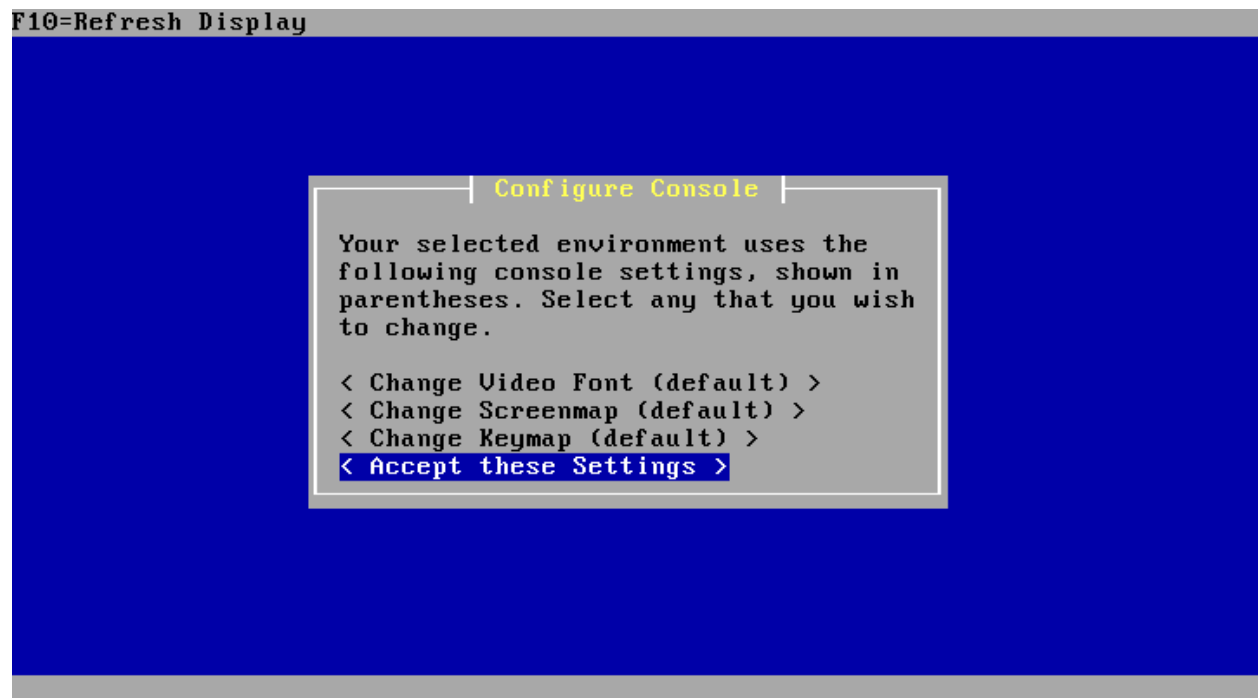 F10=Refresh Display
Configure Console
Your selected environment uses the
following console settings, shown in
parentheses. Select any that you wish
to change.
< Change Video Font (default) >
< Change Screenmap (default) >
< Change Keymap (default) >
< Accept these Settings >